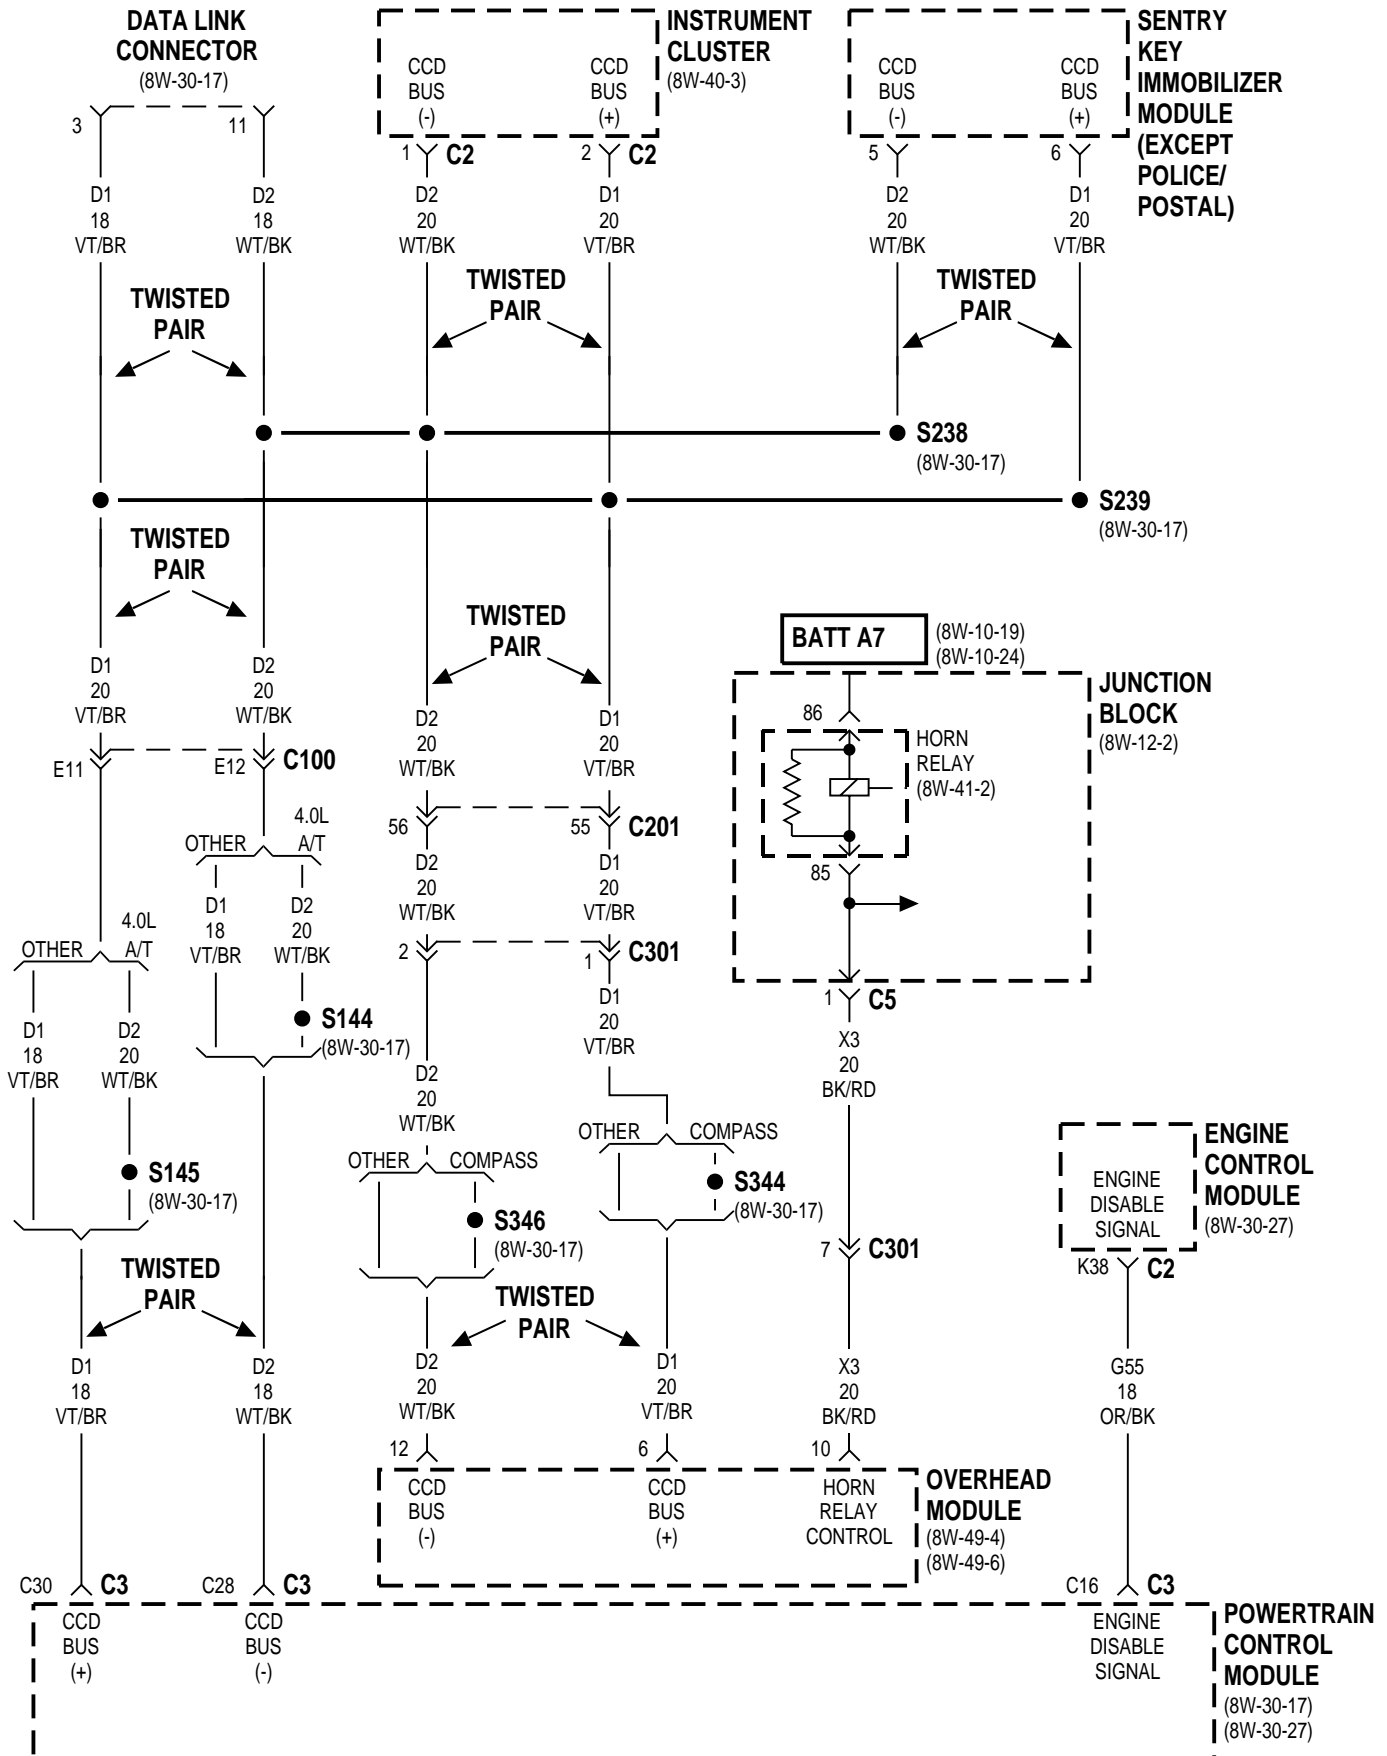 DATA LINK
CONNECTOR
(8W-30-17)
3
11
D1
18
VT/BR
D2
18
WT/BK
INSTRUMENT
CLUSTER
(8W-40-3)
CCD
BUS
(-)
CCD
BUS
(+)
1
C2
2
C2
D2
20
WT/BK
D1
20
VT/BR
SENTRY
KEY
IMMOBILIZER
MODULE
(EXCEPT
POLICE/
POSTAL)
CCD
BUS
(-)
CCD
BUS
(+)
5
6
D2
20
WT/BK
D1
20
VT/BR
TWISTED
PAIR
TWISTED
PAIR
TWISTED
PAIR
S238
(8W-30-17)
S239
(8W-30-17)
TWISTED
PAIR
TWISTED
PAIR
D1
20
VT/BR
D2
20
WT/BK
E11
E12
C100
D2
20
WT/BK
D1
20
VT/BR
56
55
C201
D2
20
WT/BK
D1
20
VT/BR
2
1
C301
BATT A7
(8W-10-19)
(8W-10-24)
JUNCTION
BLOCK
(8W-12-2)
86
HORN
RELAY
(8W-41-2)
85
1
C5
X3
20
BK/RD
OTHER
4.0L
A/T
D1
18
VT/BR
D2
20
WT/BK
S144
(8W-30-17)
OTHER
4.0L
A/T
D1
18
VT/BR
D2
20
WT/BK
S145
(8W-30-17)
D1
20
VT/BR
D2
20
WT/BK
OTHER
COMPASS
S344
(8W-30-17)
OTHER
COMPASS
S346
(8W-30-17)
7
C301
ENGINE
CONTROL
MODULE
(8W-30-27)
ENGINE
DISABLE
SIGNAL
K38
C2
TWISTED
PAIR
TWISTED
PAIR
D1
18
VT/BR
D2
18
WT/BK
D2
20
WT/BK
D1
20
VT/BR
X3
20
BK/RD
G55
18
OR/BK
12
6
10
CCD
BUS
(-)
CCD
BUS
(+)
HORN
RELAY
CONTROL
OVERHEAD
MODULE
(8W-49-4)
(8W-49-6)
C30
C3
C28
C3
C16
C3
CCD
BUS
(+)
CCD
BUS
(-)
ENGINE
DISABLE
SIGNAL
POWERTRAIN
CONTROL
MODULE
(8W-30-17)
(8W-30-27)